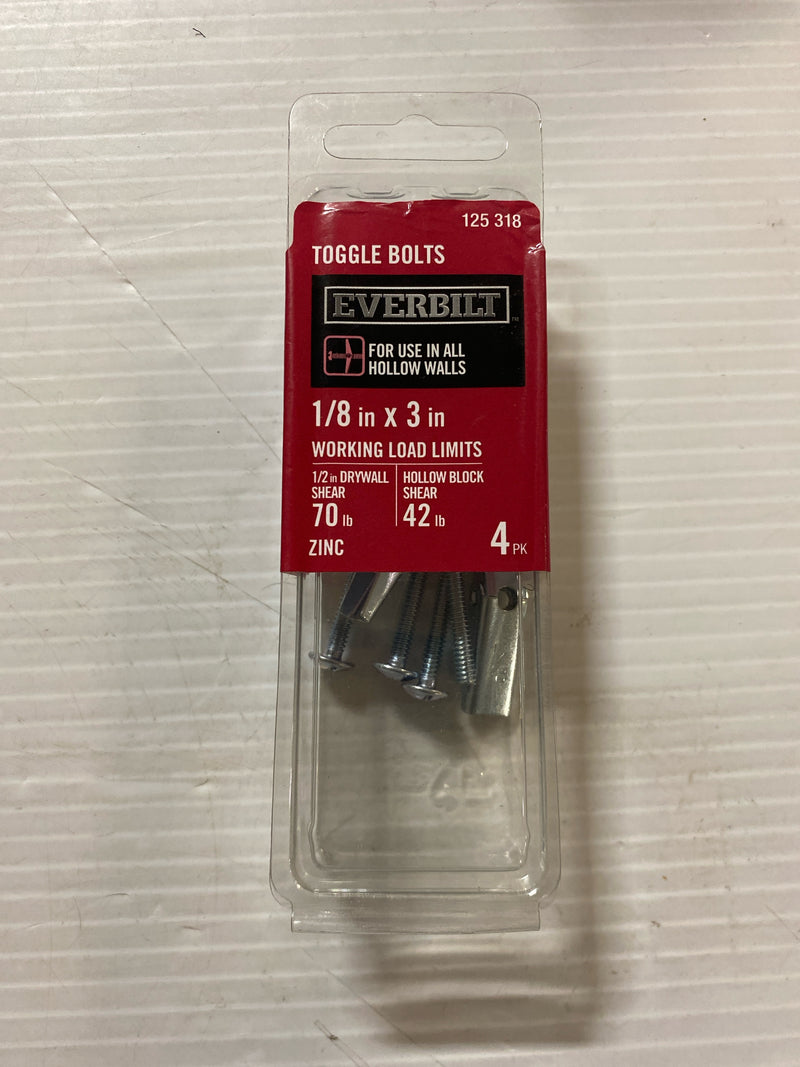 125 318
TOGGLE BOLTS
EVERBILT
FOR USE IN ALL
HOLLOW WALLS
1/8 in x 3 in
WORKING LOAD LIMITS
1/2 in DRYWALL
SHEAR
70 lb
HOLLOW BLOCK
SHEAR
42 lb
ZINC
4 PK